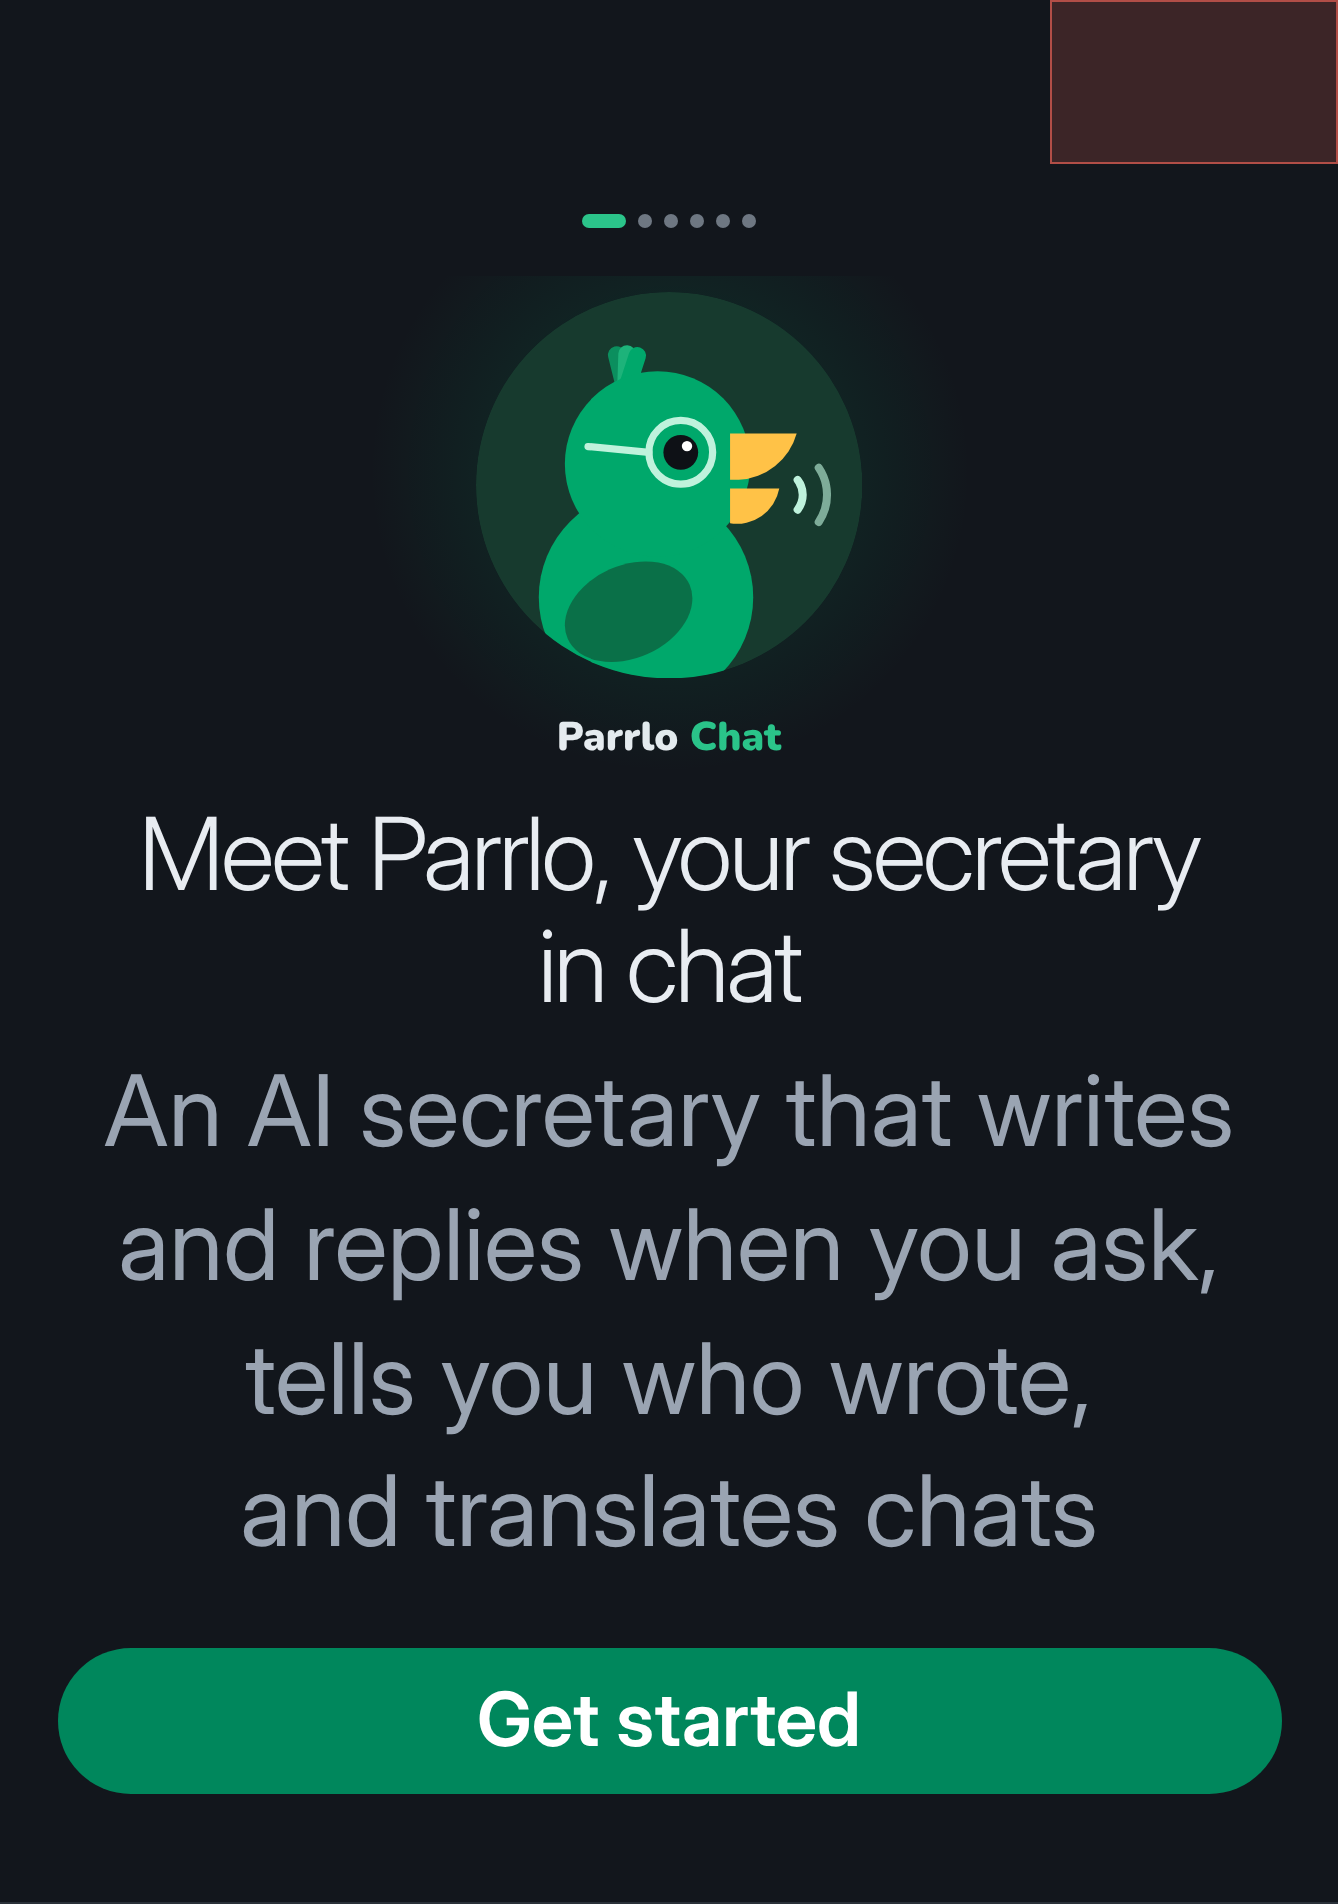 Parrlo Chat
Meet Parrlo, your secretary
in chat
An AI secretary that writes
and replies when you ask,
tells you who wrote,
and translates chats
Get started